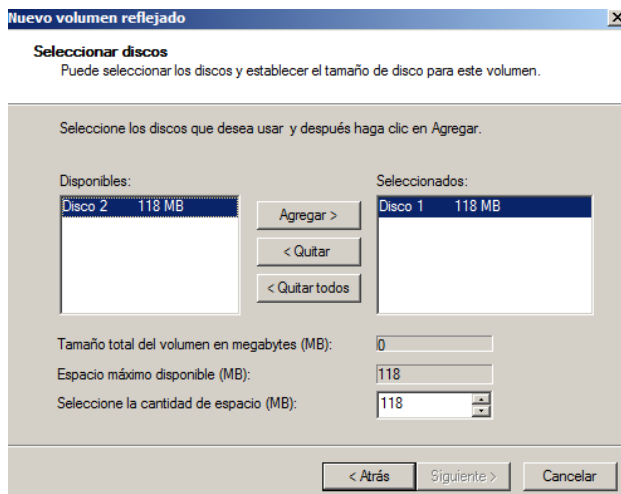 Nuevo volumen reflejado
Seleccionar discos
Puede seleccionar los discos y establecer el tamaño de disco para este volumen.
Seleccione los discos que desea usar y después haga clic en Agregar.
Disponibles:
Seleccionados:
Disco 2 118 MB
Agregar >
Disco 1 118 MB
< Quitar
< Quitar todos
Tamaño total del volumen en megabytes (MB): 0
Espacio máximo disponible (MB): 118
Seleccione la cantidad de espacio (MB): 118
< Atrás Siguiente > Cancelar